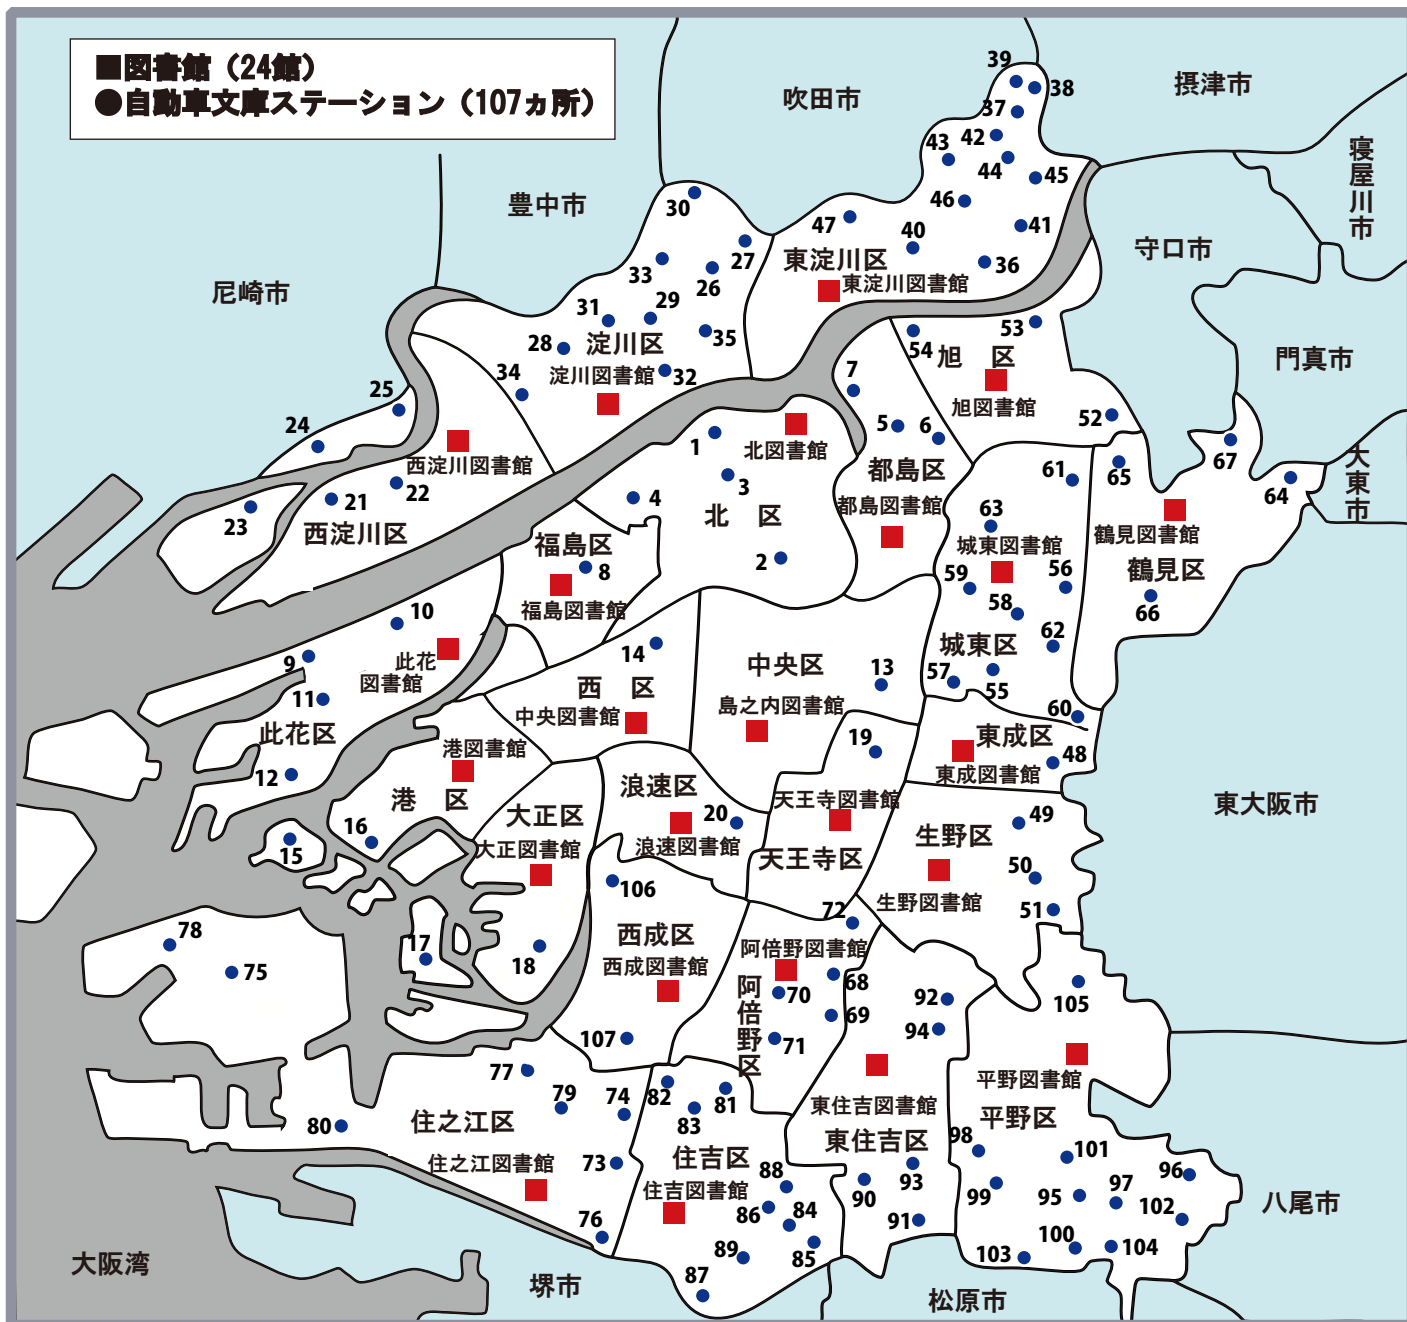 ■図書館（24館）
●自動車文庫ステーション（107ヵ所）
吹田市
摂津市
寝屋川市
豊中市
守口市
尼崎市
門真市
大東市
東大阪市
八尾市
松原市
堺市
大阪湾
39
38
37
42
43
44
45
46
47
40
41
36
東淀川区
東淀川図書館
30
27
33
26
31
29
28
35
淀川区
淀川図書館
32
34
25
24
西淀川図書館
21
22
23
西淀川区
53
54
旭 区
旭図書館
52
7
5
6
都島区
都島図書館
1
北図書館
3
4
北 区
2
福島区
8
福島図書館
61
63
城東図書館
59
56
58
62
城東区
57
55
60
65
67
64
鶴見図書館
鶴見区
66
10
9
此花
図書館
11
此花区
12
14
西 区
中央図書館
中央区
13
島之内図書館
港図書館
港 区
16
15
大正区
大正図書館
17
18
浪速区
20
浪速図書館
19
天王寺図書館
天王寺区
東成区
48
東成図書館
49
生野区
50
生野図書館
51
106
西成区
西成図書館
107
72
阿倍野図書館
68
70
69
阿倍野区
71
78
75
77
79
74
80
住之江区
住之江図書館
73
76
82
81
83
住吉区
住吉図書館
88
86
84
85
89
87
92
94
東住吉図書館
東住吉区
93
90
91
105
平野図書館
平野区
98
101
96
99
95
97
102
100
104
103